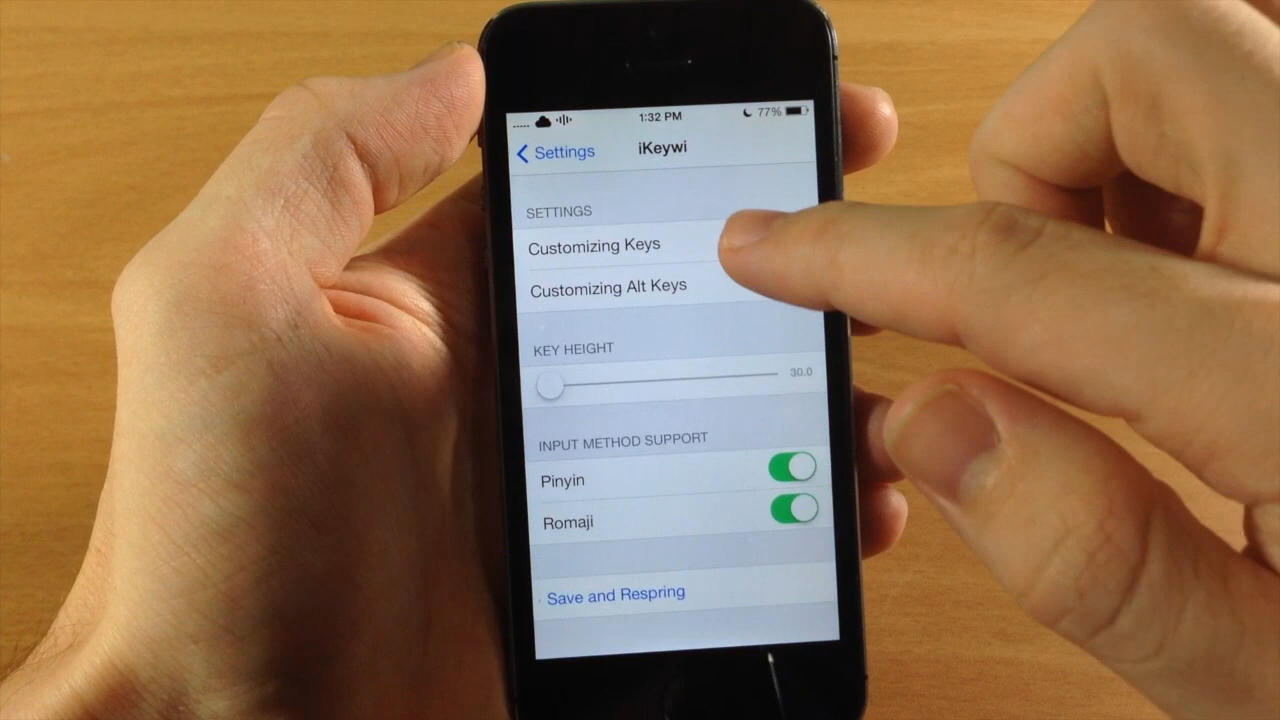 1:32 PM 77%
Settings iKeywi
SETTINGS
Customizing Keys
Customizing Alt Keys
KEY HEIGHT
30.0
INPUT METHOD SUPPORT
Pinyin
Romaji
Save and Respring